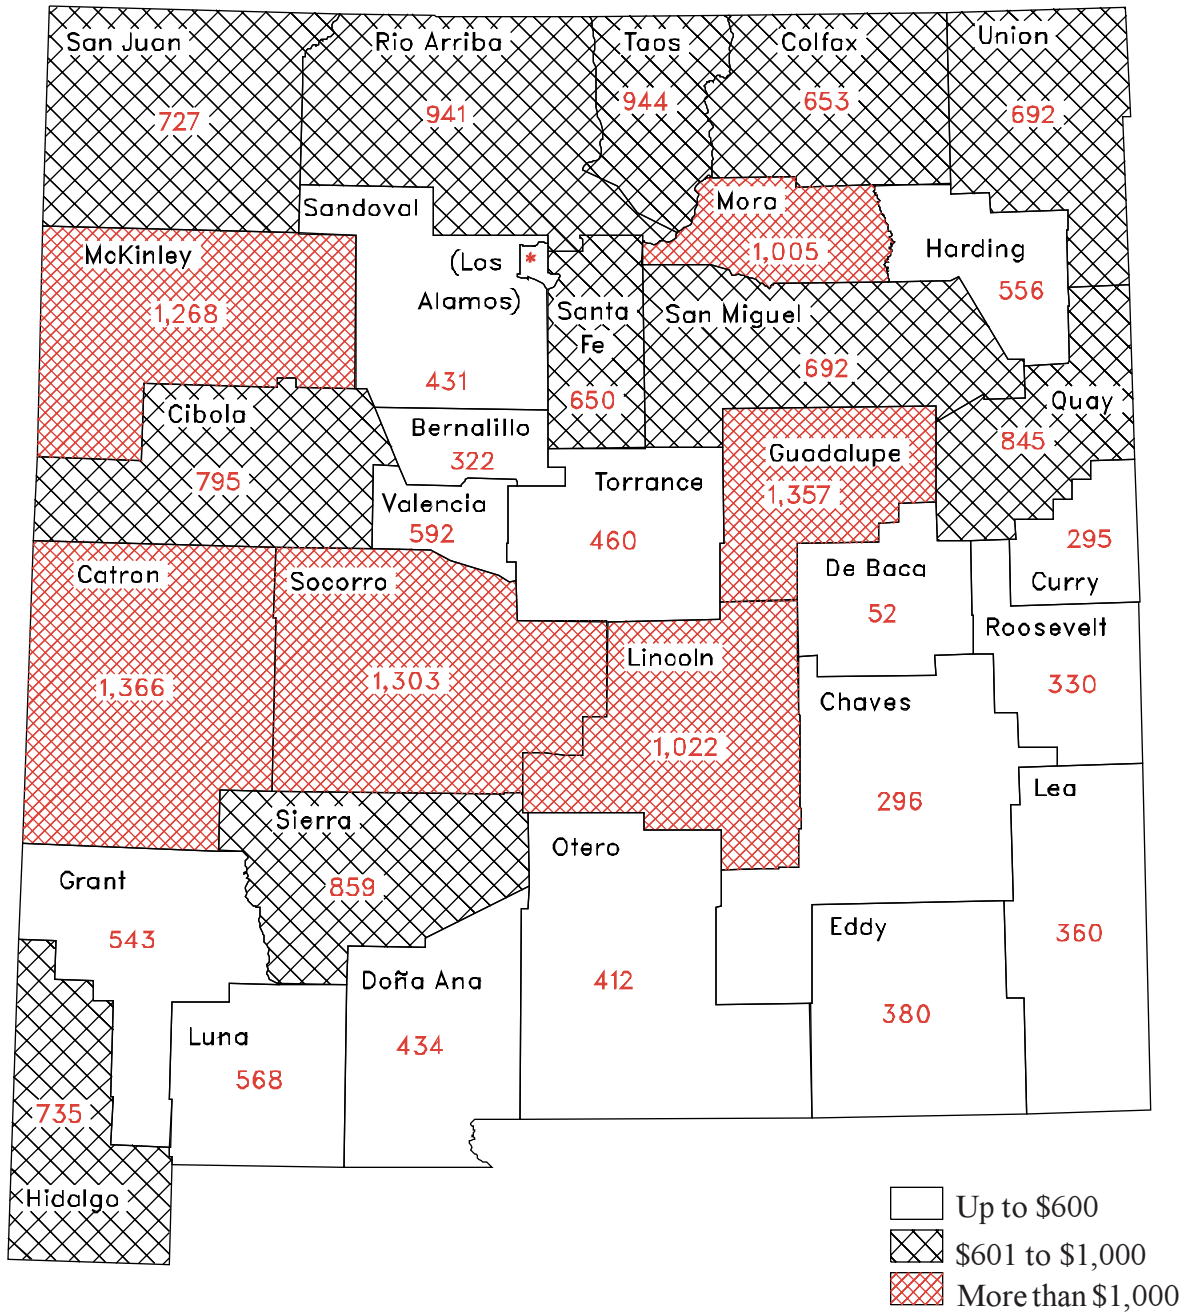 San Juan
727
Rio Arriba
941
Taos
944
Colfax
653
Union
692
Sandoval
431
(Los
Alamos)
*
Mora
1,005
Harding
556
McKinley
1,268
Santa
Fe
650
San Miguel
692
Quay
845
Cibola
795
Bernalillo
322
Valencia
592
Torrance
460
Guadalupe
1,357
De Baca
52
295
Curry
Roosevelt
330
Catron
1,366
Socorro
1,303
Lincoln
1,022
Chaves
296
Lea
360
Sierra
859
Otero
412
Eddy
380
Grant
543
Doña Ana
434
Luna
568
735
Hidalgo
Up to $600
$601 to $1,000
More than $1,000